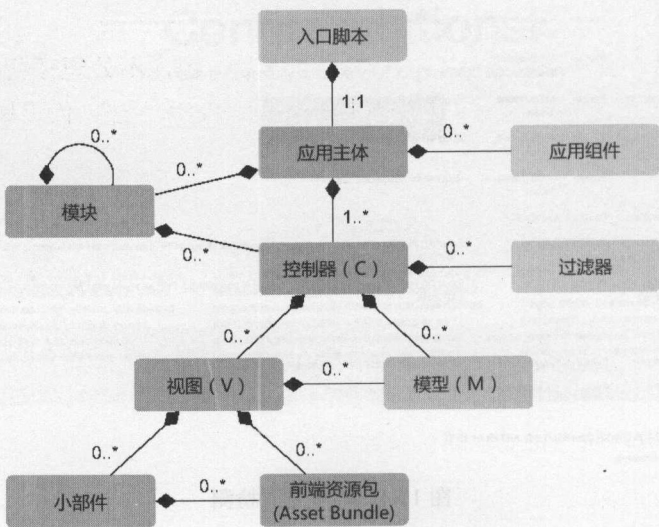 入口脚本
1:1
0..*
0..*
应用主体
0..*
应用组件
模块
1..*
0..*
控制器（C）
0..*
过滤器
0..*
0..*
视图（V）
0..*
模型（M）
0..*
0..*
小部件
0..*
前端资源包
(Asset Bundle)